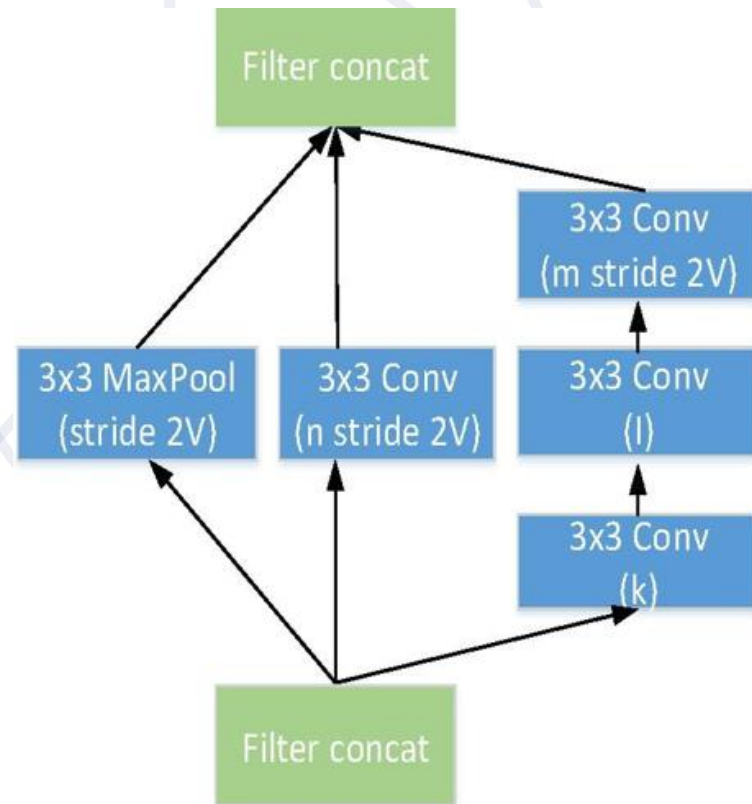 Filter concat
3x3 Conv
(m stride 2V)
3x3 MaxPool
(stride 2V)
3x3 Conv
(n stride 2V)
3x3 Conv
(l)
3x3 Conv
(k)
Filter concat